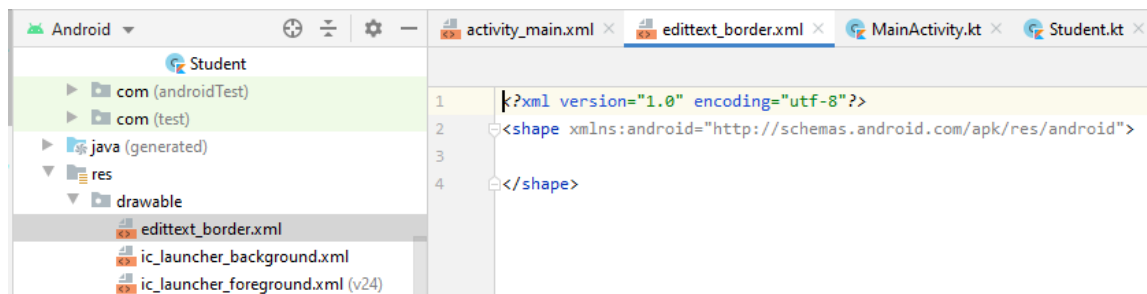 Android
activity_main.xml
edittext_border.xml
MainActivity.kt
Student.kt
Student
com (androidTest)
com (test)
java (generated)
res
drawable
edittext_border.xml
ic_launcher_background.xml
ic_launcher_foreground.xml (v24)
1 <?xml version="1.0" encoding="utf-8"?>
2 <shape xmlns:android="http://schemas.android.com/apk/res/android">
3
4 </shape>